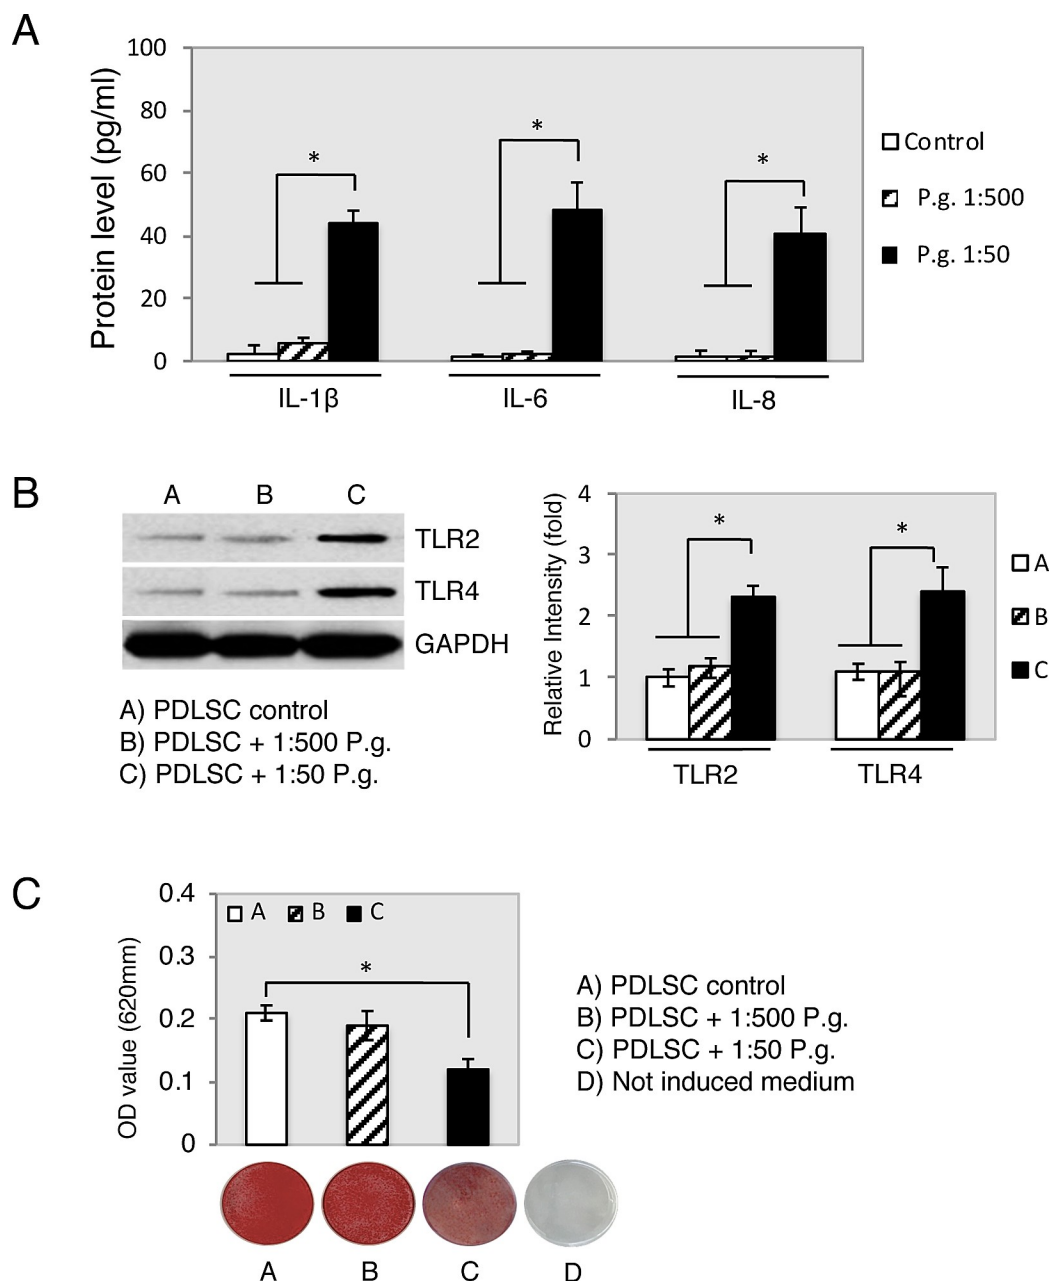 A
Protein level (pg/ml)
100
80
60
40
20
0
*
*
*
IL-1β
IL-6
IL-8
Control
P.g. 1:500
P.g. 1:50
B
A B C
TLR2
TLR4
GAPDH
A) PDLSC control
B) PDLSC + 1:500 P.g.
C) PDLSC + 1:50 P.g.
Relative Intensity (fold)
4
3
2
1
0
*
*
TLR2
TLR4
A
B
C
C
OD value (620mm)
0.4
0.3
0.2
0.1
0
A B C
*
A B C D
A) PDLSC control
B) PDLSC + 1:500 P.g.
C) PDLSC + 1:50 P.g.
D) Not induced medium